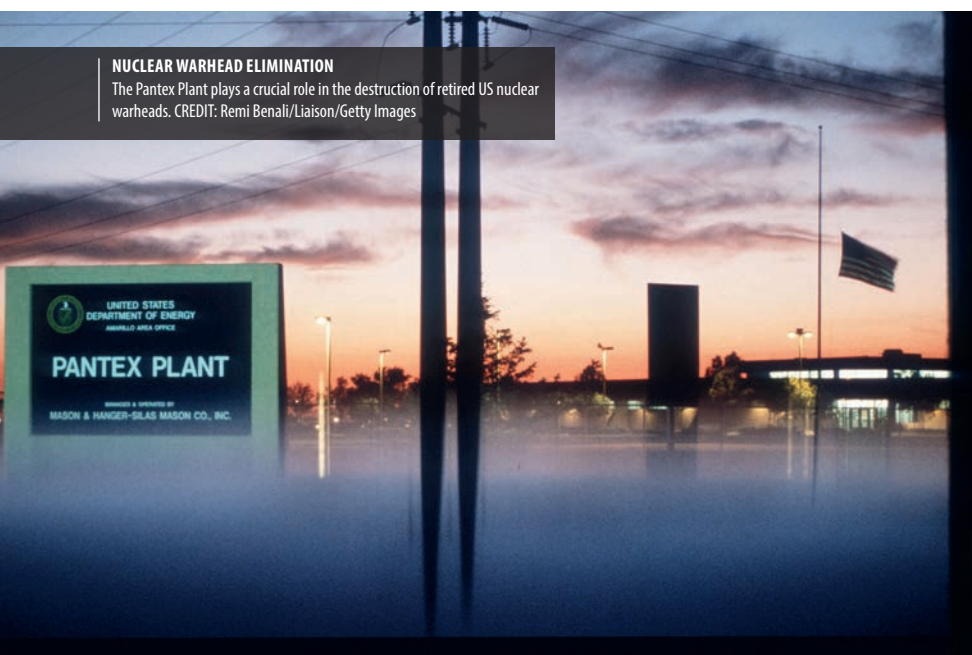 NUCLEAR WARHEAD ELIMINATION
The Pantex Plant plays a crucial role in the destruction of retired US nuclear
warheads. CREDIT: Remi Benali/Liaison/Getty Images
UNITED STATES
DEPARTMENT OF ENERGY
AMARILLO AREA OFFICE
PANTEX PLANT
MANAGED & OPERATED BY
MASON & HANGER-SILAS MASON CO., INC.